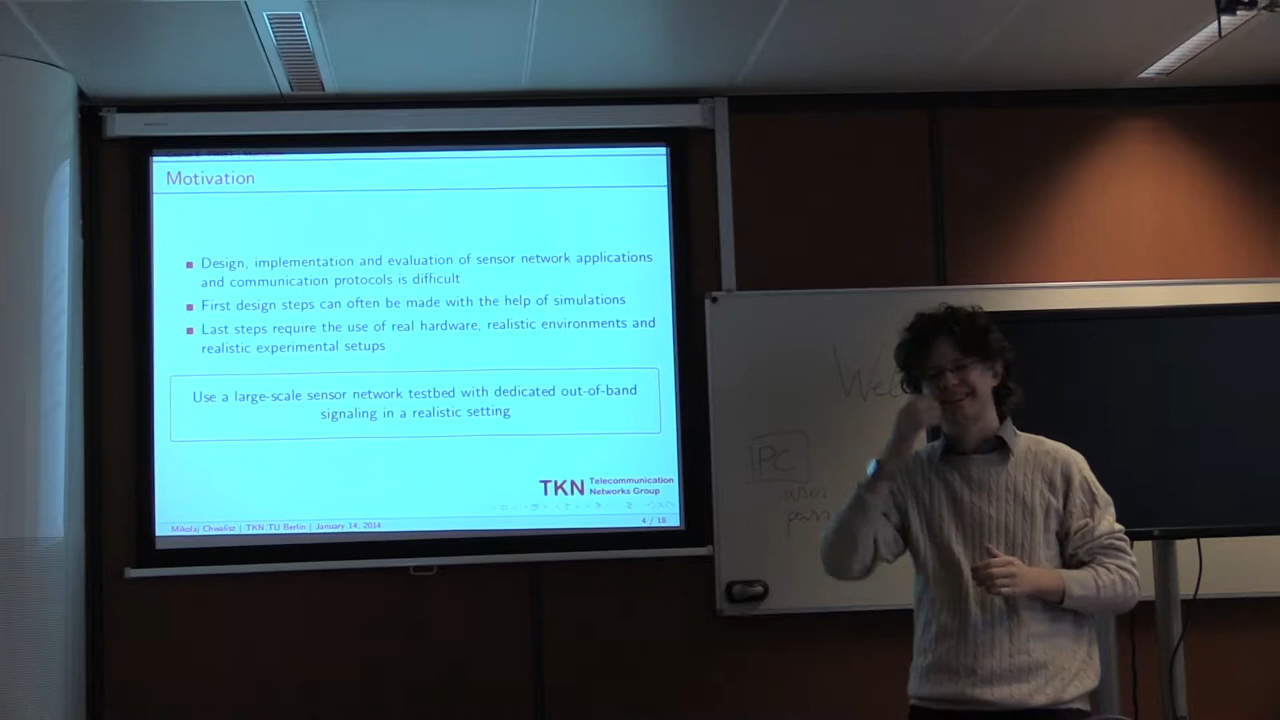 Motivation
Design, implementation and evaluation of sensor network applications
and communication protocols is difficult
First design steps can often be made with the help of simulations
Last steps require the use of real hardware, realistic environments and
realistic experimental setups
Use a large-scale sensor network testbed with dedicated out-of-band
signaling in a realistic setting
TKN Telecommunication
Networks Group
Mikolaj Chwalisz | TKN TU Berlin | January 14, 2014
4 / 18
PC
user
pass